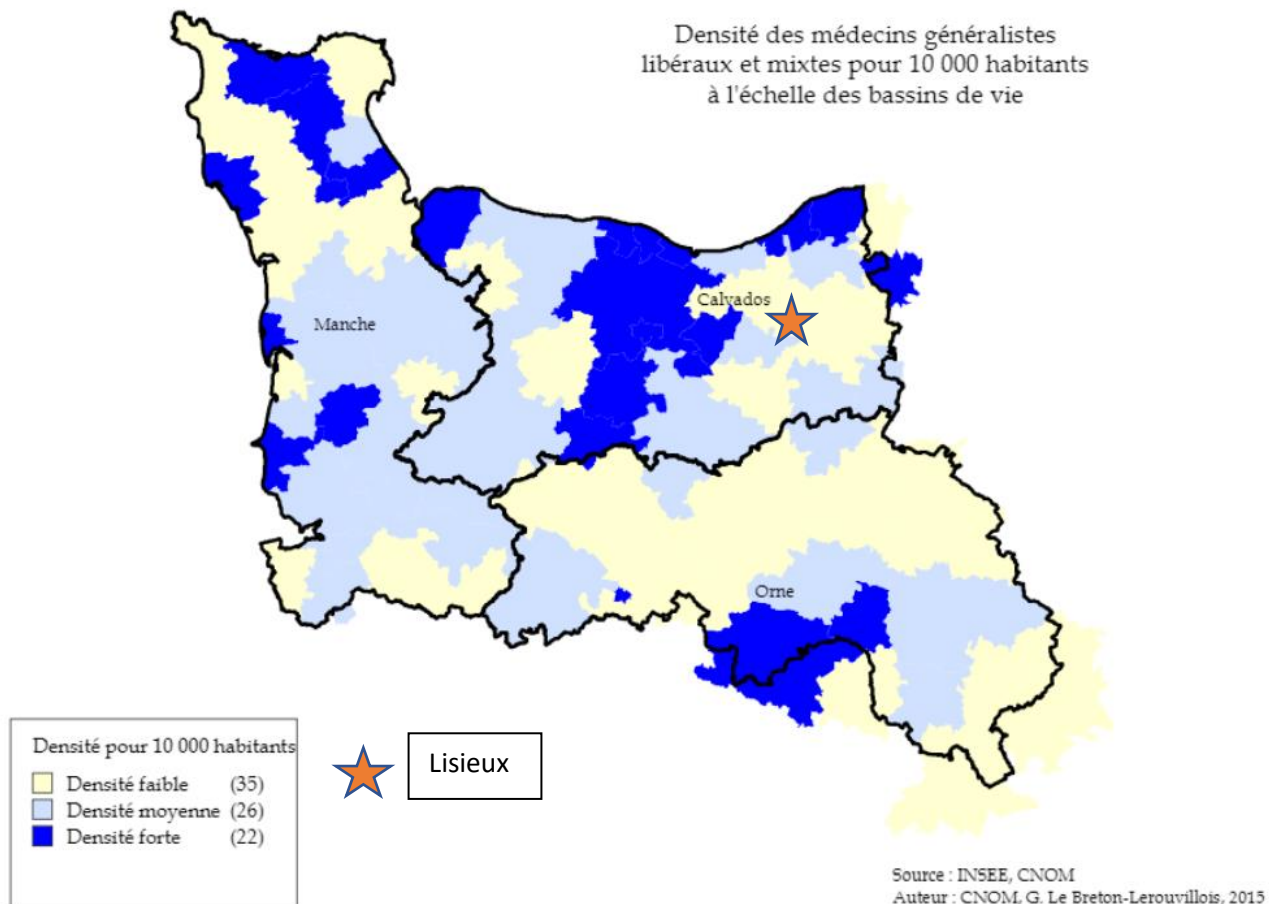 Densité des médecins généralistes
libéraux et mixtes pour 10 000 habitants
à l'échelle des bassins de vie
Calvados
Manche
Orne
Densité pour 10 000 habitants
Densité faible (35)
Densité moyenne (26)
Densité forte (22)
Lisieux
Source : INSEE, CNOM
Auteur : CNOM, G. Le Breton-Lerouvillois, 2015